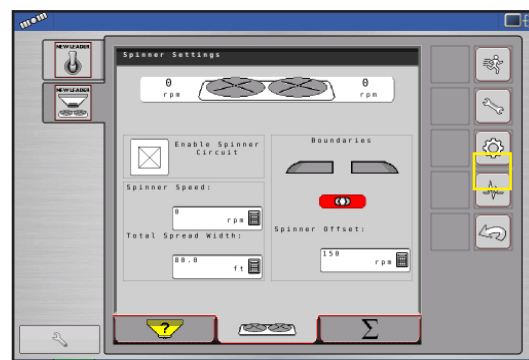 NEW LEADER
NEW LEADER
Spinner Settings
0
rpm
0
rpm
Enable Spinner
Circuit
Boundaries
Spinner Speed:
0
rpm
Total Spread Width:
80.0
ft
Spinner Offset:
150
rpm
?
Σ